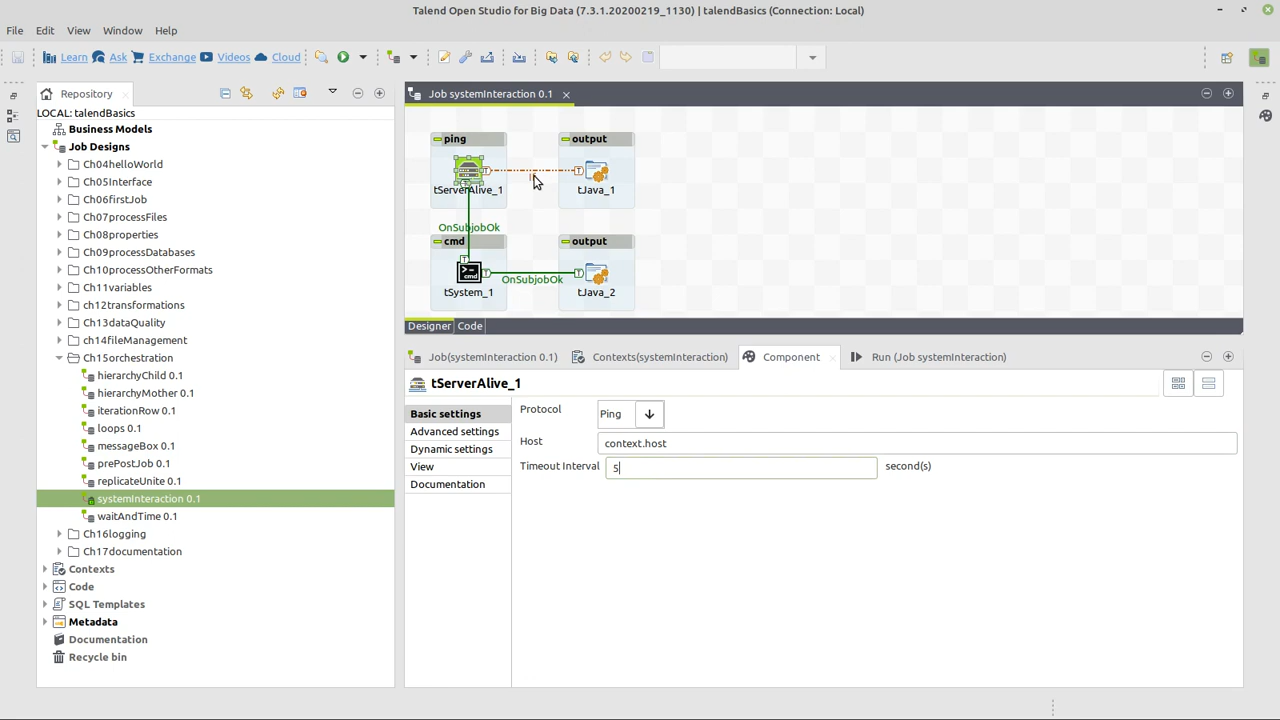 Talend Open Studio for Big Data (7.3.1.20200219_1130) | talendBasics (Connection: Local)
File Edit View Window Help
Learn Ask Exchange Videos Cloud
Repository
LOCAL: talendBasics
Business Models
Job Designs
Ch04helloWorld
Ch05Interface
Ch06firstJob
Ch07processFiles
Ch08properties
Ch09processDatabases
Ch10processOtherFormats
Ch11variables
ch12transformations
Ch13dataQuality
ch14fileManagement
Ch15orchestration
hierarchyChild 0.1
hierarchyMother 0.1
iterationRow 0.1
loops 0.1
messageBox 0.1
prePostJob 0.1
replicateUnite 0.1
systemInteraction 0.1
waitAndTime 0.1
Ch16logging
Ch17documentation
Contexts
Code
SQL Templates
Metadata
Documentation
Recycle bin
Job systemInteraction 0.1
ping output
T T
tServerAlive_1 tJava_1
OnSubjobOk
cmd output
T T T
>_ cmd
OnSubjobOk
tSystem_1 tJava_2
Designer Code
Job(systemInteraction 0.1) Contexts(systemInteraction) Component Run (Job systemInteraction)
tServerAlive_1
Basic settings
Advanced settings
Dynamic settings
View
Documentation
Protocol Ping
Host context.host
Timeout Interval 5 second(s)